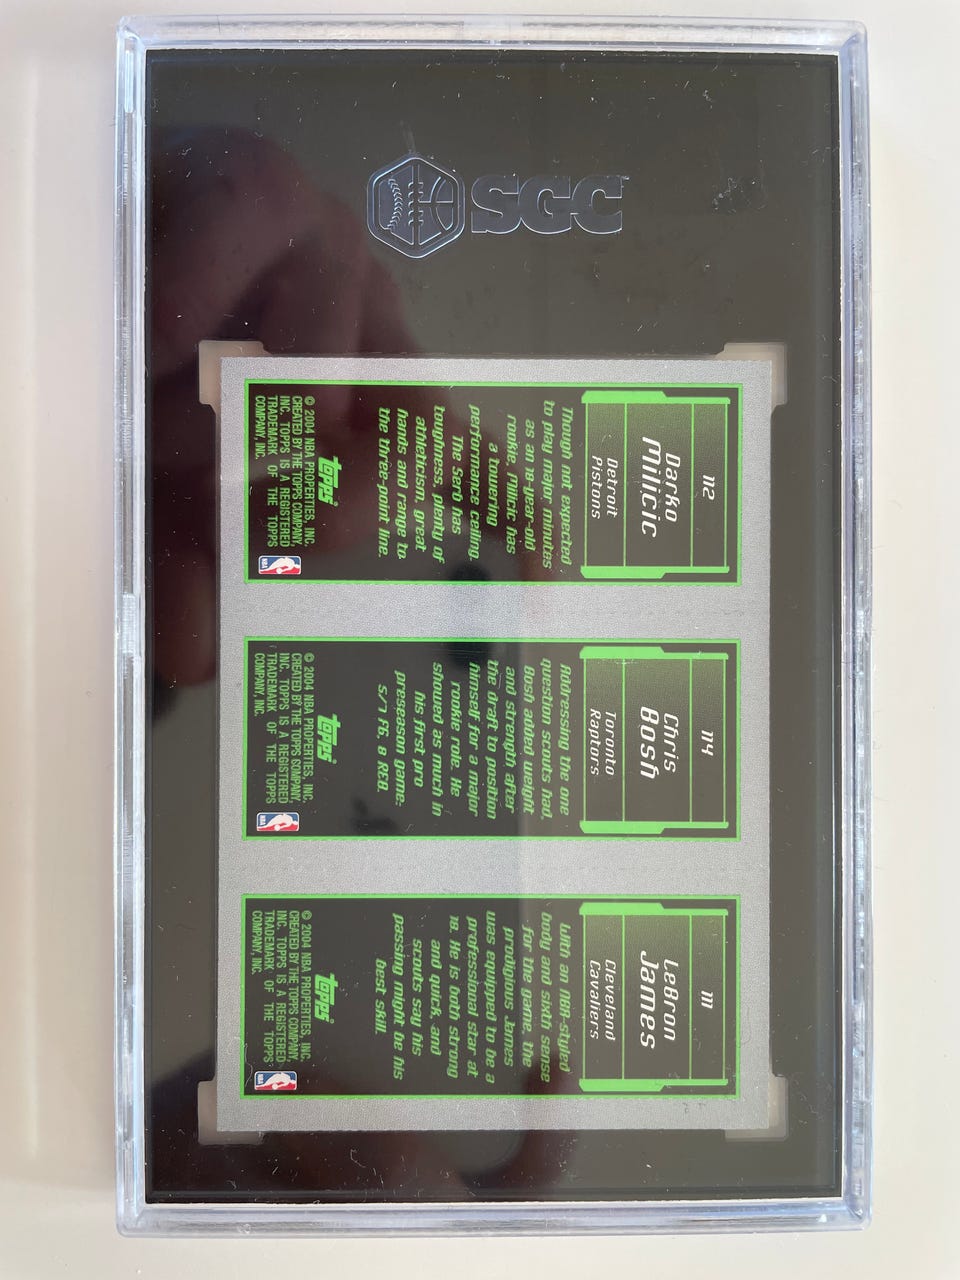 SGC
112
Darko
Milicic
Detroit
Pistons
Though not expected
to play major minutes
as an 18-year-old
rookie, Milicic has
a towering
performance ceiling.
The Serb has
toughness, plenty of
athleticism, great
hands and range to
the three-point line.
topps
© 2004 NBA PROPERTIES, INC.
CREATED BY THE TOPPS COMPANY,
INC. TOPPS IS A REGISTERED
TRADEMARK OF THE TOPPS
COMPANY, INC.
NBA
114
Chris
Bosh
Toronto
Raptors
Addressing the one
question scouts had,
Bosh added weight
and strength after
the draft to position
himself for a major
rookie role. He
showed as much in
his first pro
preseason game:
5/7 FG, 8 REB.
topps
© 2004 NBA PROPERTIES, INC.
CREATED BY THE TOPPS COMPANY,
INC. TOPPS IS A REGISTERED
TRADEMARK OF THE TOPPS
COMPANY, INC.
NBA
111
LeBron
James
Cleveland
Cavaliers
With an NBA-styled
body and sixth sense
for the game, the
prodigious James
was equipped to be a
professional star at
18. He is both strong
and quick, and
scouts say his
passing might be his
best skill.
topps
© 2004 NBA PROPERTIES, INC.
CREATED BY THE TOPPS COMPANY,
INC. TOPPS IS A REGISTERED
TRADEMARK OF THE TOPPS
COMPANY, INC.
NBA